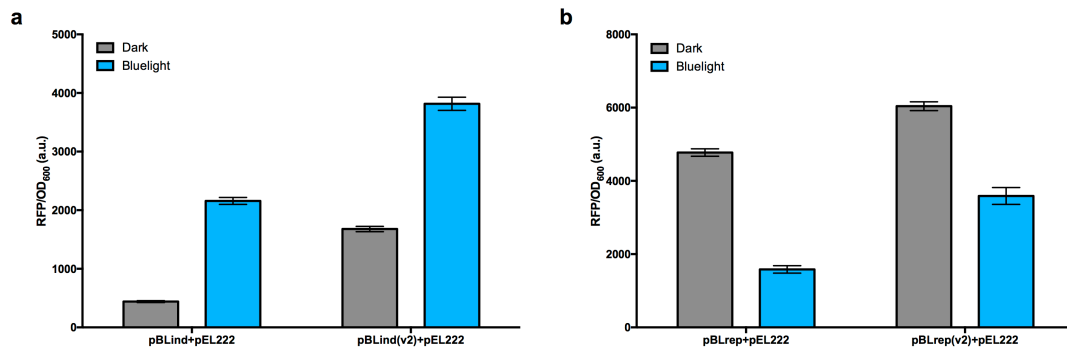 a
5000
4000
3000
2000
1000
0
RFP/OD600 (a.u.)
Dark
Bluelight
pBLind+pEL222
pBLind(v2)+pEL222
b
8000
6000
4000
2000
0
RFP/OD600 (a.u.)
Dark
Bluelight
pBLrep+pEL222
pBLrep(v2)+pEL222